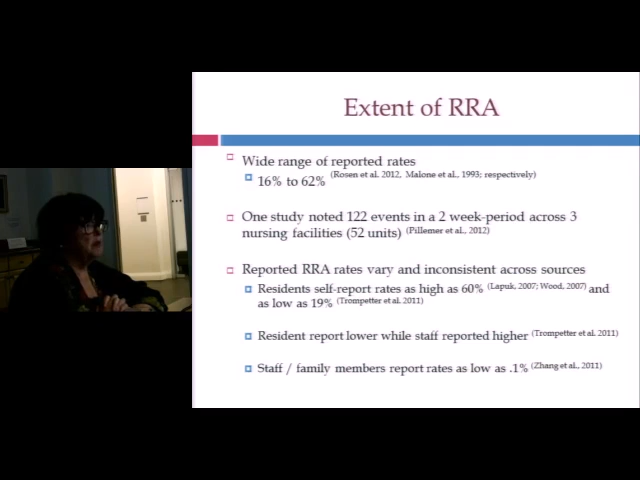 Extent of RRA
Wide range of reported rates
16% to 62% (Rosen et al. 2012, Malone et al., 1993; respectively)
One study noted 122 events in a 2 week-period across 3
nursing facilities (52 units) (Pillemer et al., 2012)
Reported RRA rates vary and inconsistent across sources
Residents self-report rates as high as 60% (Lapuk, 2007; Wood, 2007) and
as low as 19% (Trompetter et al. 2011)
Resident report lower while staff reported higher (Trompetter et al. 2011)
Staff / family members report rates as low as .1% (Zhang et al., 2011)